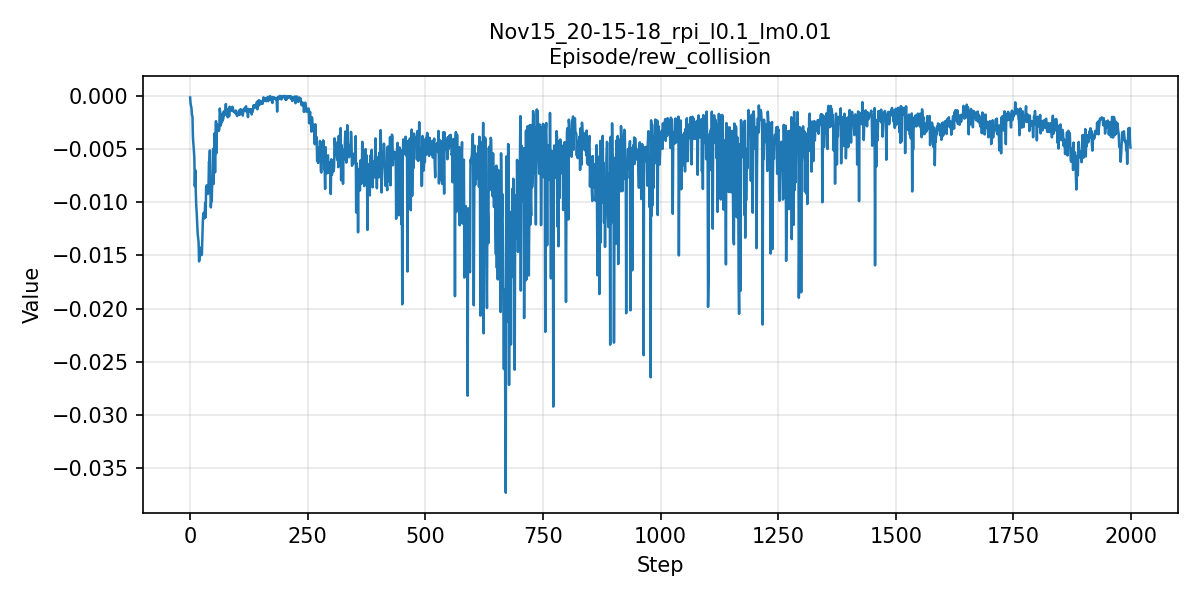 Nov15_20-15-18_rpi_l0.1_lm0.01
Episode/rew_collision
0.000
−0.005
−0.010
−0.015
−0.020
−0.025
−0.030
−0.035
Value
0 250 500 750 1000 1250 1500 1750 2000
Step